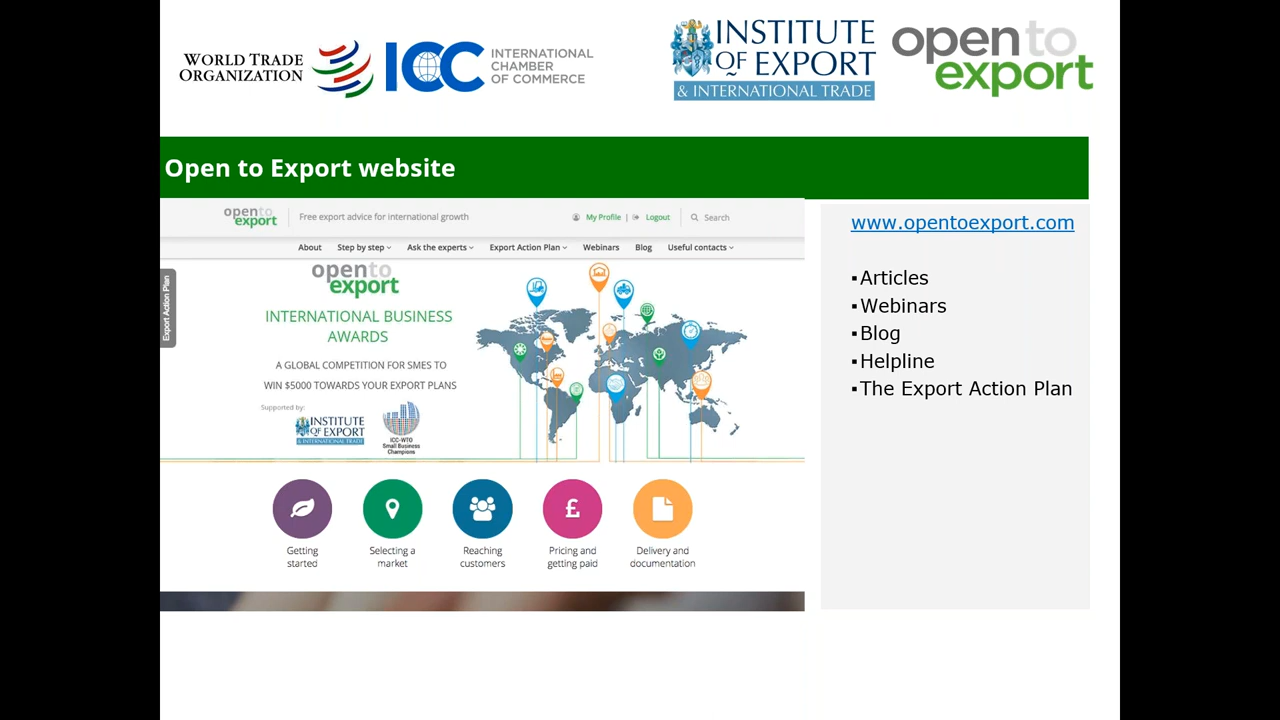 WORLD TRADE
ORGANIZATION
ICC
INTERNATIONAL
CHAMBER
OF COMMERCE
INSTITUTE
OF EXPORT
& INTERNATIONAL TRADE
open to
export
Open to Export website
open to
export
Free export advice for international growth
My Profile | Logout
Search
About Step by step Ask the experts Export Action Plan Webinars Blog Useful contacts
Export Action Plan
open to
export
INTERNATIONAL BUSINESS
AWARDS
A GLOBAL COMPETITION FOR SMES TO
WIN $5000 TOWARDS YOUR EXPORT PLANS
Supported by:
INSTITUTE
OF EXPORT
& INTERNATIONAL TRADE
ICC-WTO
Small Business
Champions
£
Getting
started
Selecting a
market
Reaching
customers
Pricing and
getting paid
Delivery and
documentation
www.opentoexport.com
▪Articles
▪Webinars
▪Blog
▪Helpline
▪The Export Action Plan